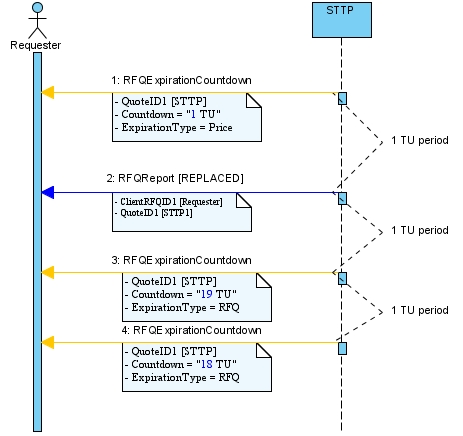 STTP
Requester
1: RFQExpirationCountdown
- QuoteID1 [STTP]
- Countdown = "1 TU"
- ExpirationType = Price
1 TU period
2: RFQReport [REPLACED]
- ClientRFQID1 [Requester]
- QuoteID1 [STTP1]
1 TU period
3: RFQExpirationCountdown
- QuoteID1 [STTP]
- Countdown = "19 TU"
- ExpirationType = RFQ
1 TU period
4: RFQExpirationCountdown
- QuoteID1 [STTP]
- Countdown = "18 TU"
- ExpirationType = RFQ